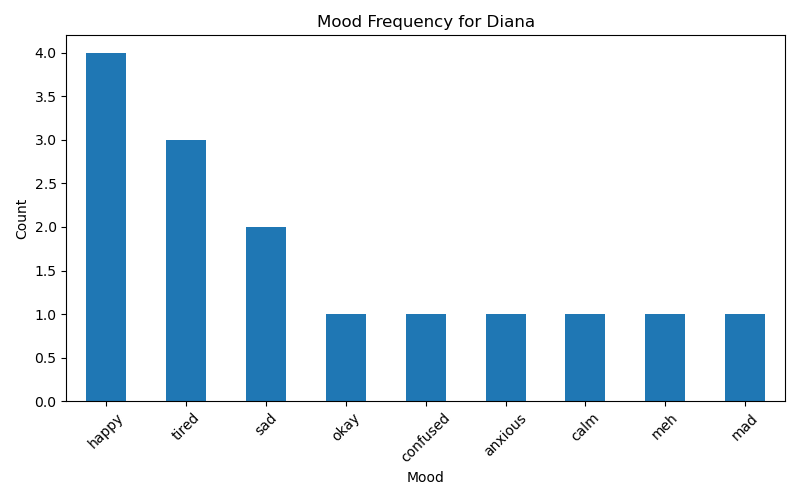 Mood Frequency for Diana
Count
4.0
3.5
3.0
2.5
2.0
1.5
1.0
0.5
0.0
happy
tired
sad
okay
confused
anxious
calm
meh
mad
Mood